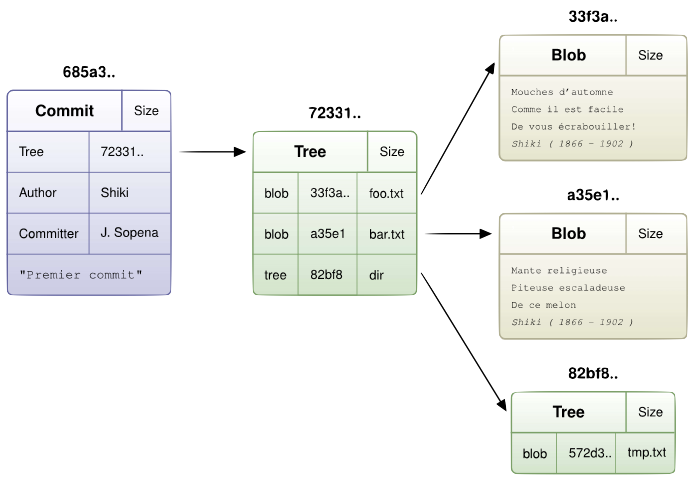 685a3..
Commit Size
Tree 72331..
Author Shiki
Committer J. Sopena
"Premier commit"
72331..
Tree Size
blob 33f3a.. foo.txt
blob a35e1 bar.txt
tree 82bf8 dir
33f3a..
Blob Size
Mouches d'automne
Comme il est facile
De vous écrabouiller!
Shiki ( 1866 - 1902 )
a35e1..
Blob Size
Mante religieuse
Piteuse escaladeuse
De ce melon
Shiki ( 1866 - 1902 )
82bf8..
Tree Size
blob 572d3.. tmp.txt